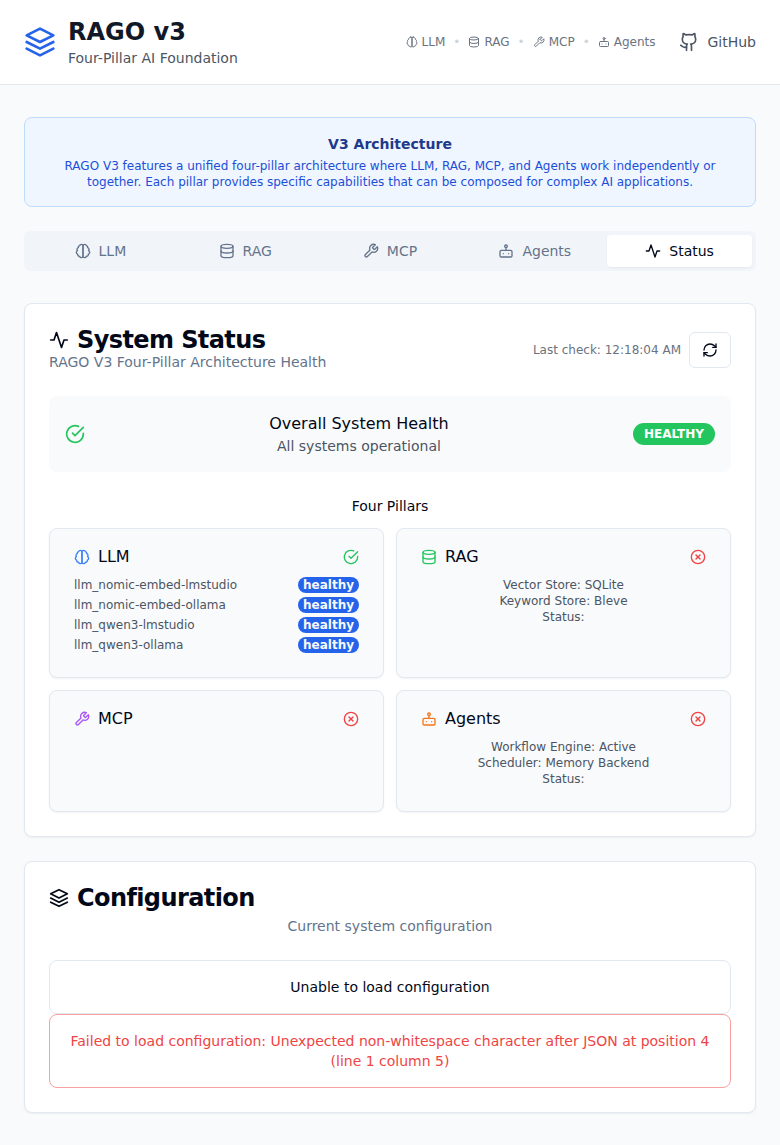 RAGO v3
Four-Pillar AI Foundation
LLM • RAG • MCP • Agents
GitHub
V3 Architecture
RAGO V3 features a unified four-pillar architecture where LLM, RAG, MCP, and Agents work independently or
together. Each pillar provides specific capabilities that can be composed for complex AI applications.
LLM
RAG
MCP
Agents
Status
System Status
RAGO V3 Four-Pillar Architecture Health
Last check: 12:18:04 AM
Overall System Health
All systems operational
HEALTHY
Four Pillars
LLM
llm_nomic-embed-lmstudio healthy
llm_nomic-embed-ollama healthy
llm_qwen3-lmstudio healthy
llm_qwen3-ollama healthy
RAG
Vector Store: SQLite
Keyword Store: Bleve
Status:
MCP
Agents
Workflow Engine: Active
Scheduler: Memory Backend
Status:
Configuration
Current system configuration
Unable to load configuration
Failed to load configuration: Unexpected non-whitespace character after JSON at position 4
(line 1 column 5)